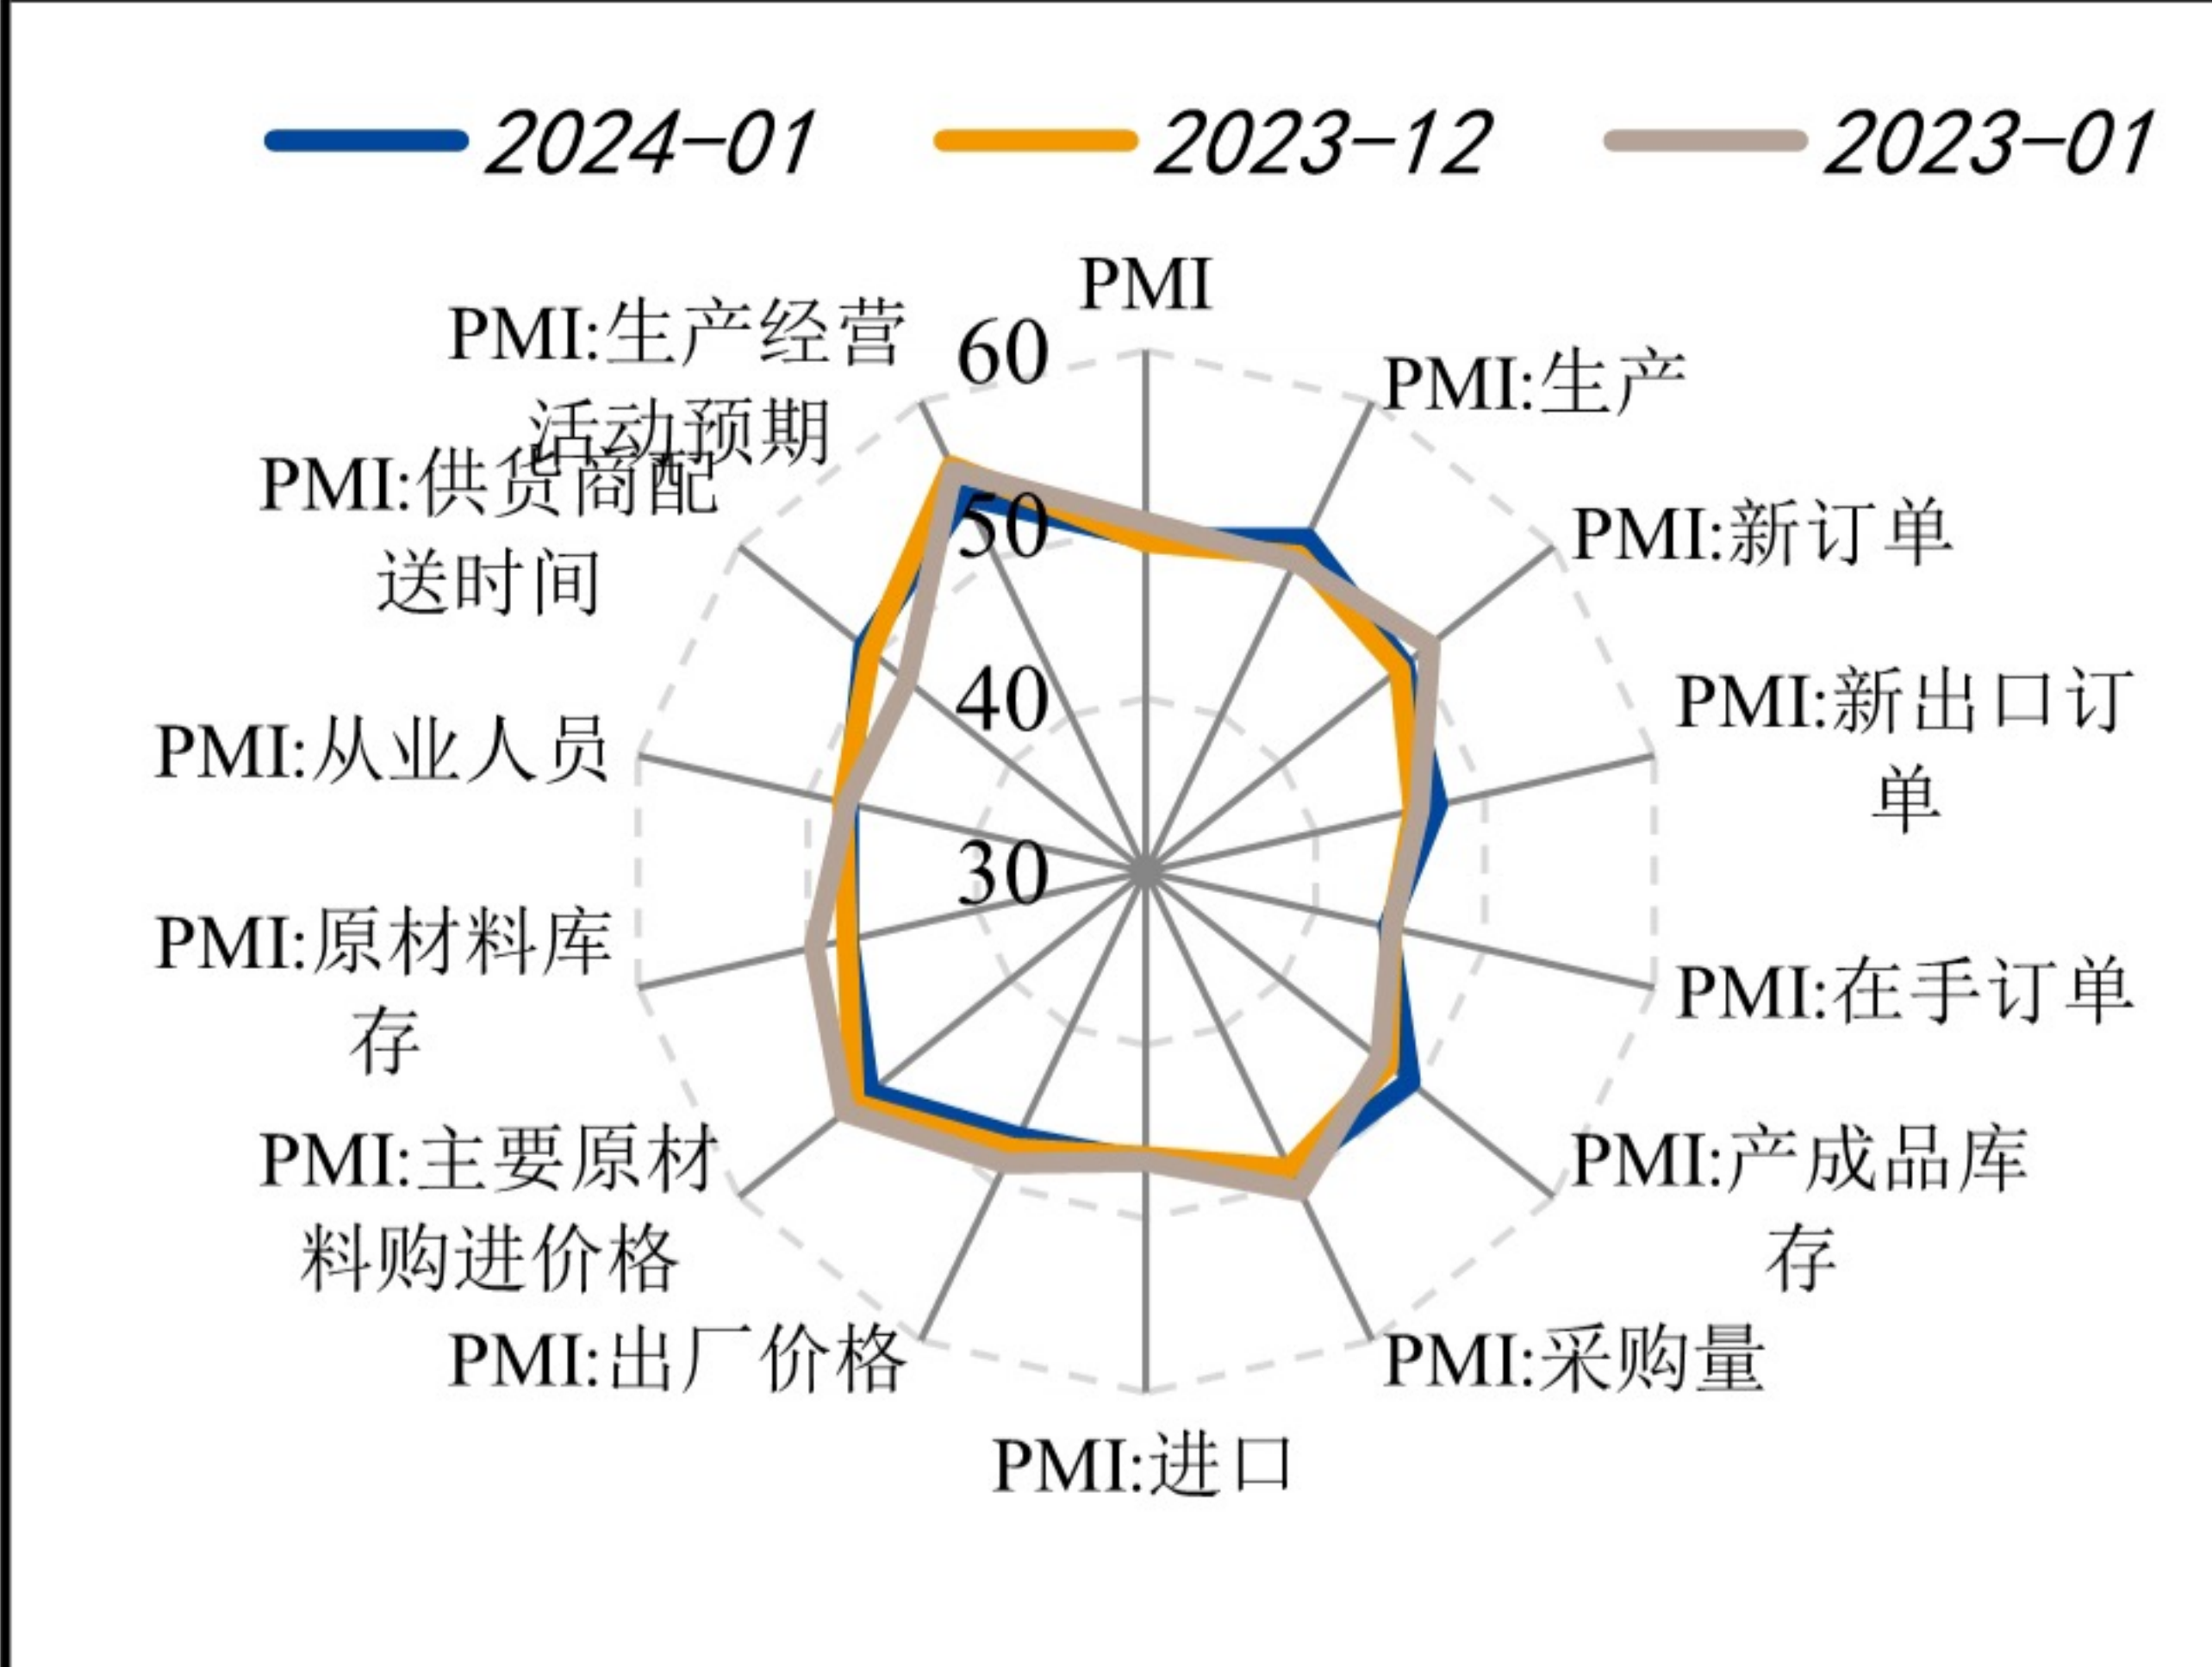 2024-01 2023-12 2023-01
PMI
60
50
40
30
PMI:生产
PMI:新订单
PMI:新出口订
单
PMI:在手订单
PMI:产成品库
存
PMI:采购量
PMI:进口
PMI:出厂价格
PMI:主要原材
料购进价格
PMI:原材料库
存
PMI:从业人员
PMI:供货商配
送时间
PMI:生产经营
活动预期